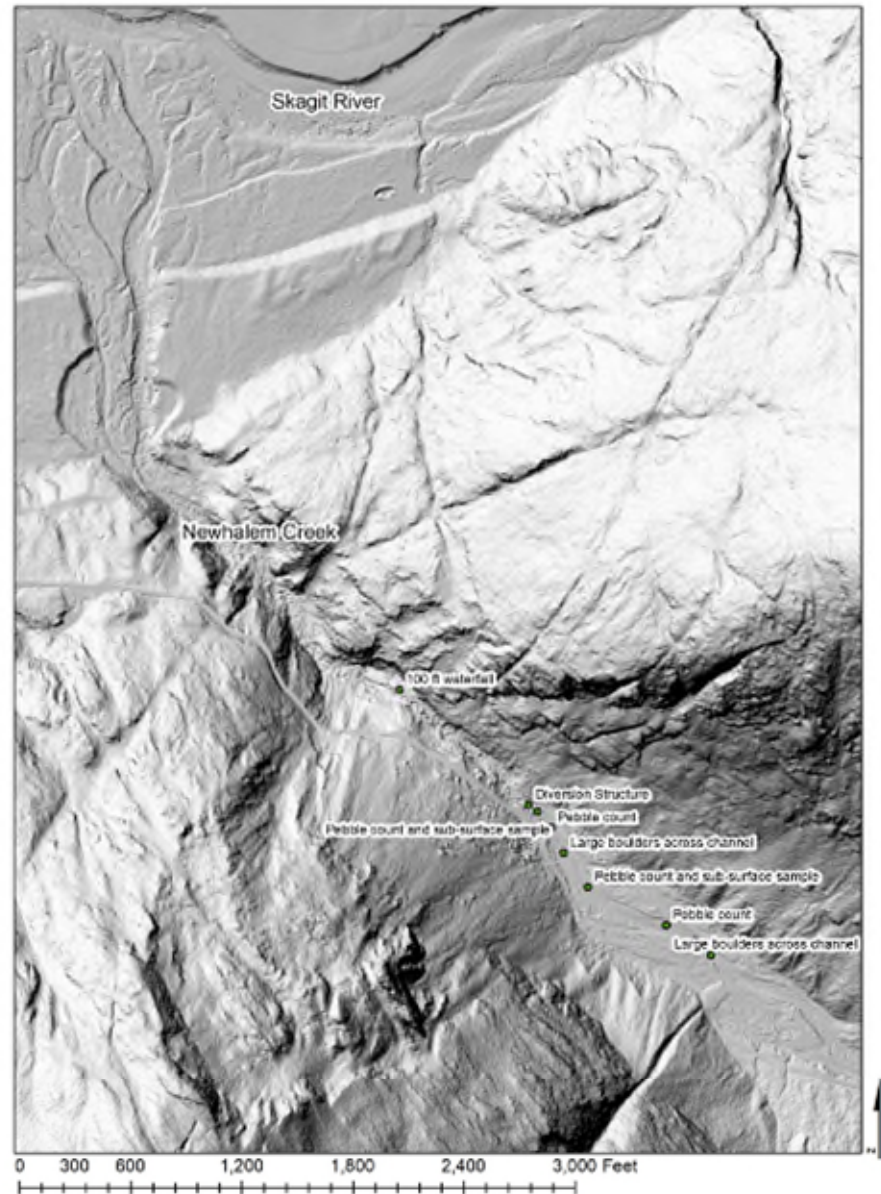 Skagit River
Newhalem Creek
100 ft waterfall
Diversion Structure
Pebble count
Pebble count and sub-surface sample
Large boulders across channel
Pebble count and sub-surface sample
Pebble count
Large boulders across channel
0 300 600 1,200 1,800 2,400 3,000 Feet
N